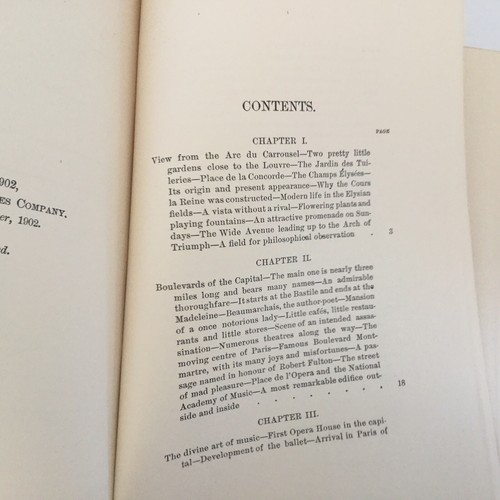 902,
ES COMPANY.
er, 1902.
d.
CONTENTS.
PAGE
CHAPTER I.
View from the Arc du Carrousel—Two pretty little
gardens close to the Louvre—The Jardin des Tui-
leries—Place de la Concorde—The Champs Élysées—
Its origin and present appearance—Why the Cours
la Reine was constructed—Modern life in the Elysian
fields—A vista without a rival—Flowering plants and
playing fountains—An attractive promenade on Sun-
days—The Wide Avenue leading up to the Arch of
Triumph—A field for philosophical observation . 3
CHAPTER II.
Boulevards of the Capital—The main one is nearly three
miles long and bears many names—An admirable
thoroughfare—It starts at the Bastile and ends at the
Madeleine—Beaumarchais, the author-poet—Mansion
of a once notorious lady—Little cafés, little restau-
rants and little stores—Scene of an intended assas-
sination—Numerous theatres along the way—The
moving centre of Paris—Famous Boulevard Mont-
martre, with its many joys and misfortunes—A pas-
sage named in honour of Robert Fulton—The street
of mad pleasure—Place de l'Opera and the National
Academy of Music—A most remarkable edifice out-
side and inside . . . . . . . 18
CHAPTER III.
The divine art of music—First Opera House in the capi-
tal—Development of the ballet—Arrival in Paris of